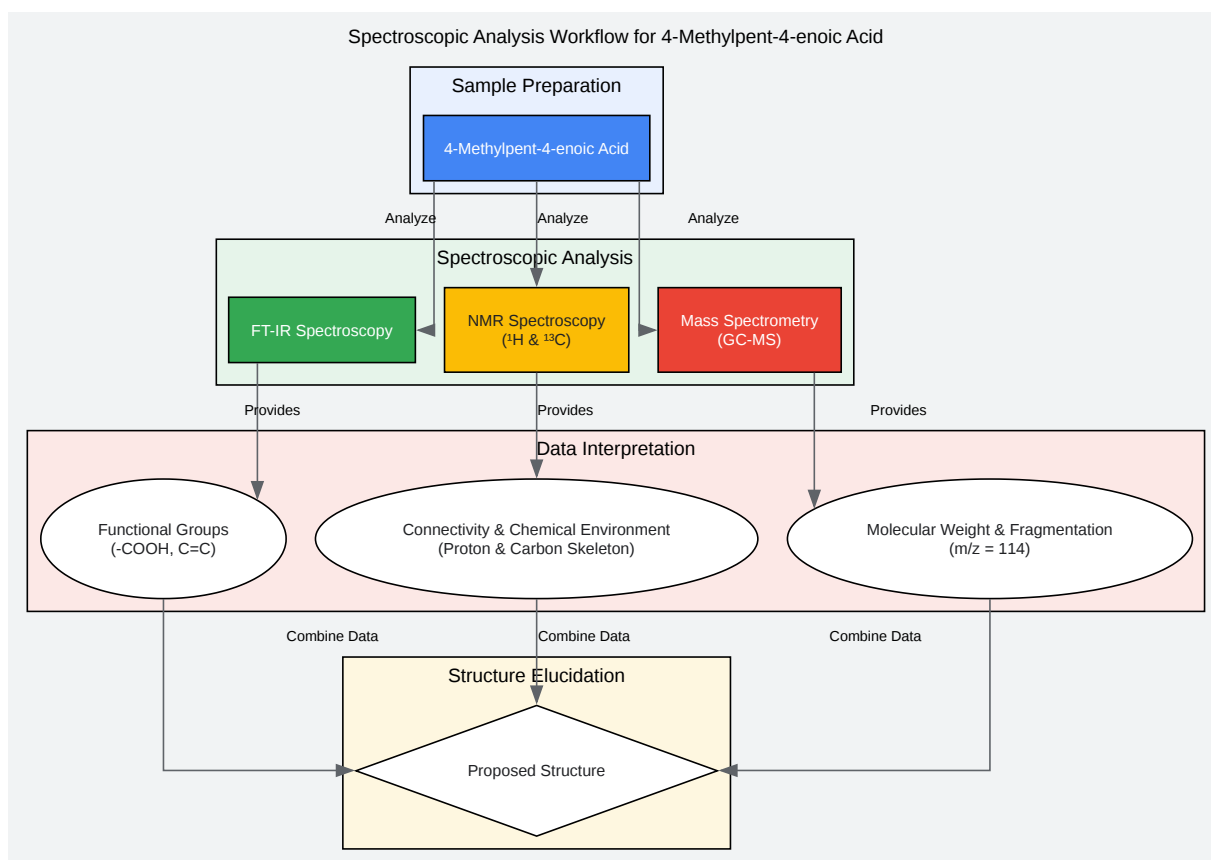 Spectroscopic Analysis Workflow for 4-Methylpent-4-enoic Acid
Sample Preparation
4-Methylpent-4-enoic Acid
Analyze
Analyze
Analyze
Spectroscopic Analysis
FT-IR Spectroscopy
NMR Spectroscopy
(¹H & ¹³C)
Mass Spectrometry
(GC-MS)
Provides
Provides
Provides
Data Interpretation
Functional Groups
(-COOH, C=C)
Connectivity & Chemical Environment
(Proton & Carbon Skeleton)
Molecular Weight & Fragmentation
(m/z = 114)
Combine Data
Combine Data
Combine Data
Structure Elucidation
Proposed Structure